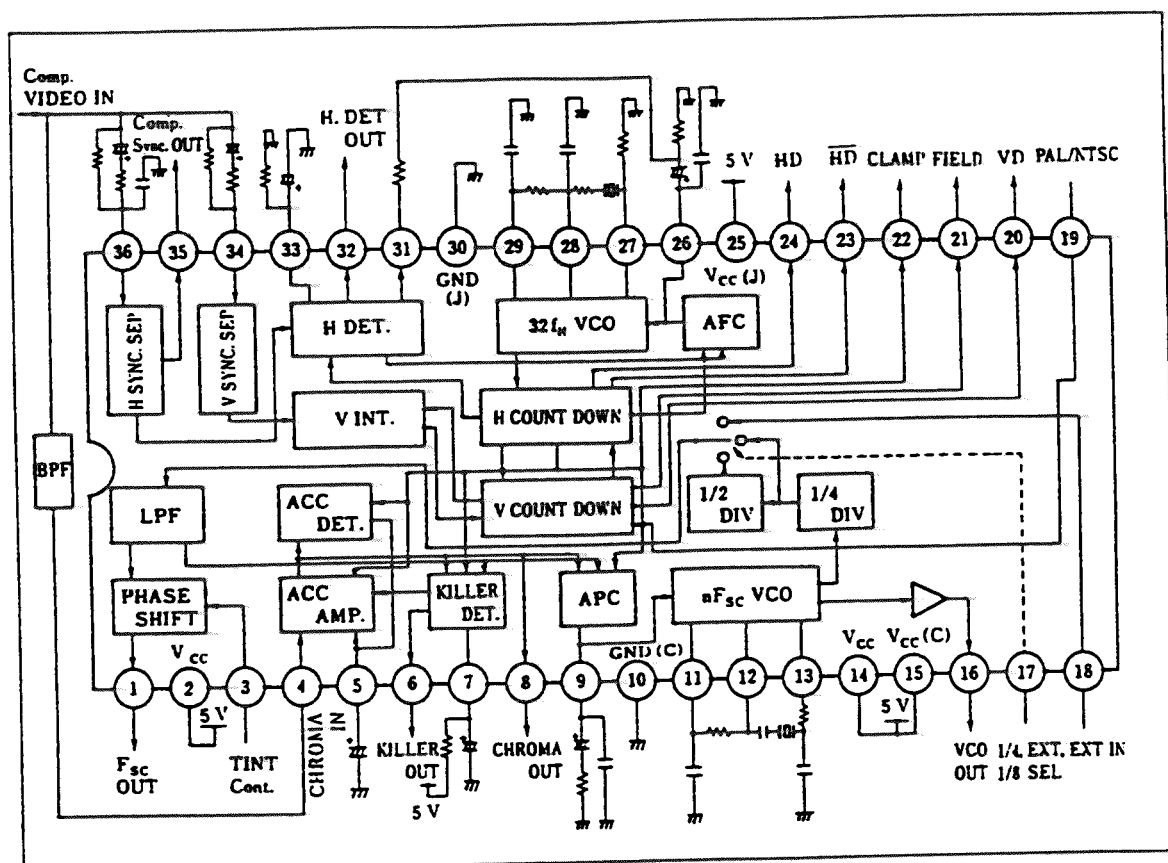 Comp.
VIDEO IN
Comp.
Sync. OUT
H. DET
OUT
5 V
HD
HD
CLAMP
FIELD
VD
PAL/NTSC
36
35
34
33
32
31
30
29
28
27
26
25
24
23
22
21
20
19
GND
(J)
VCC (J)
H SYNC. SEP
V SYNC. SEP
H DET.
32fH VCO
AFC
V INT.
H COUNT DOWN
BPF
LPF
ACC
DET.
V COUNT DOWN
1/2
DIV
1/4
DIV
PHASE
SHIFT
ACC
AMP.
KILLER
DET.
APC
nFSC VCO
VCC
GND (C)
VCC
VCC (C)
1
2
3
4
5
6
7
8
9
10
11
12
13
14
15
16
17
18
FSC
OUT
5 V
TINT
Cont.
CHROMA
IN
KILLER
OUT
5 V
CHROMA
OUT
5 V
VCO
OUT
1/4, EXT,
1/8 SEL
EXT IN